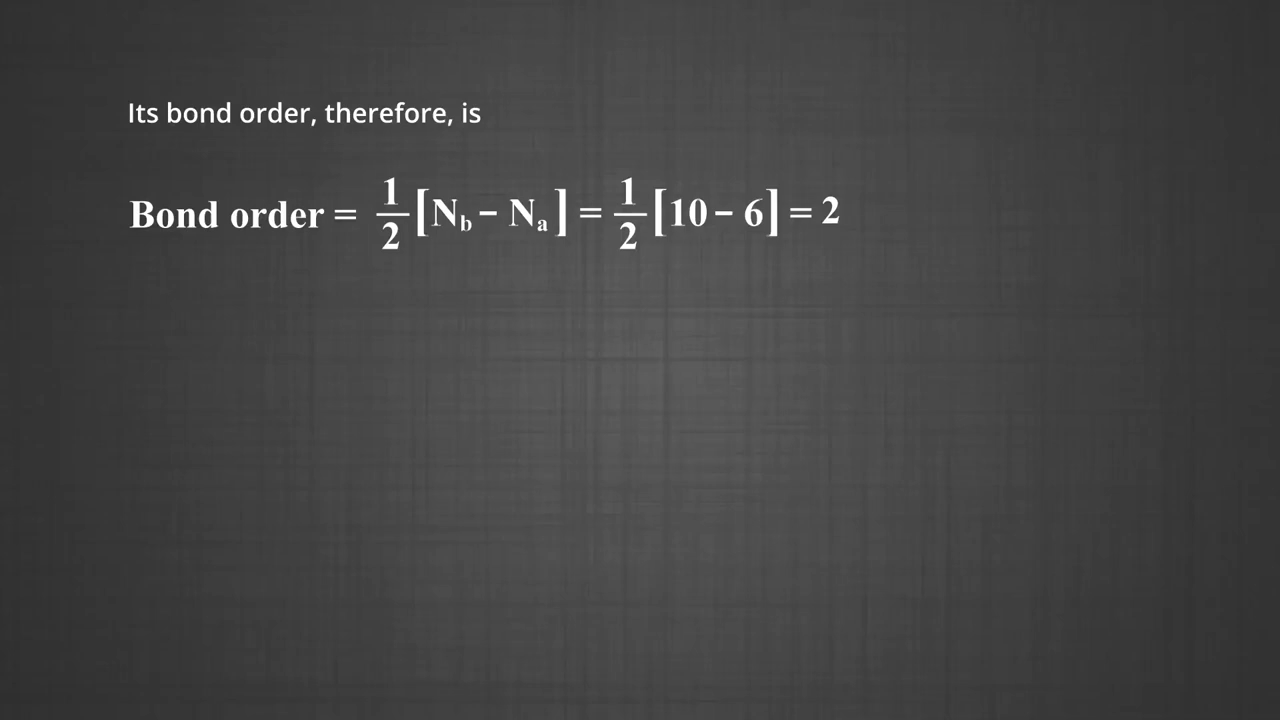 Its bond order, therefore, is
Bond order = 1/2 [N_b − N_a] = 1/2 [10 − 6] = 2